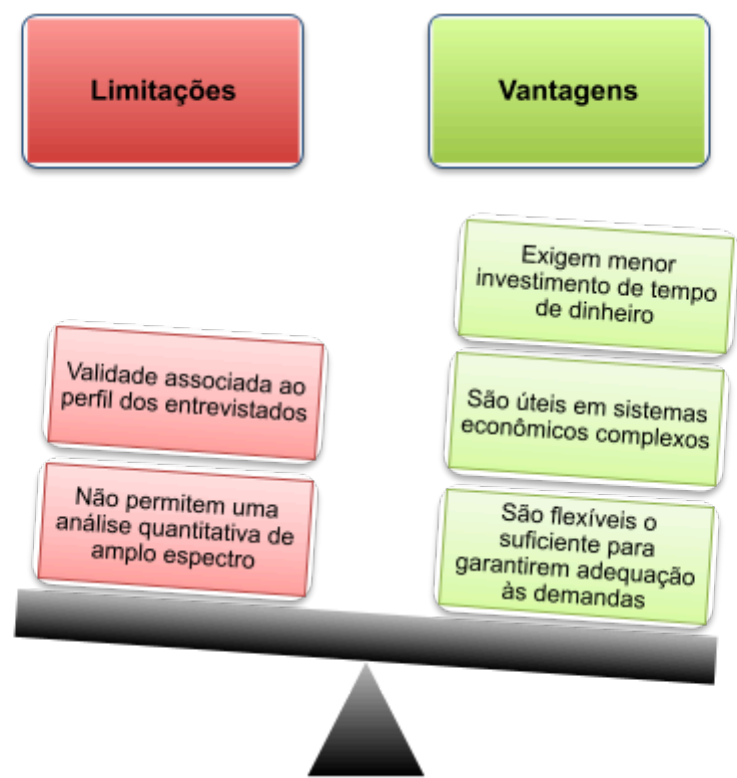 Limitações
Vantagens
Validade associada ao
perfil dos entrevistados
Não permitem uma
análise quantitativa de
amplo espectro
Exigem menor
investimento de tempo
de dinheiro
São úteis em sistemas
econômicos complexos
São flexíveis o
suficiente para
garantirem adequação
às demandas